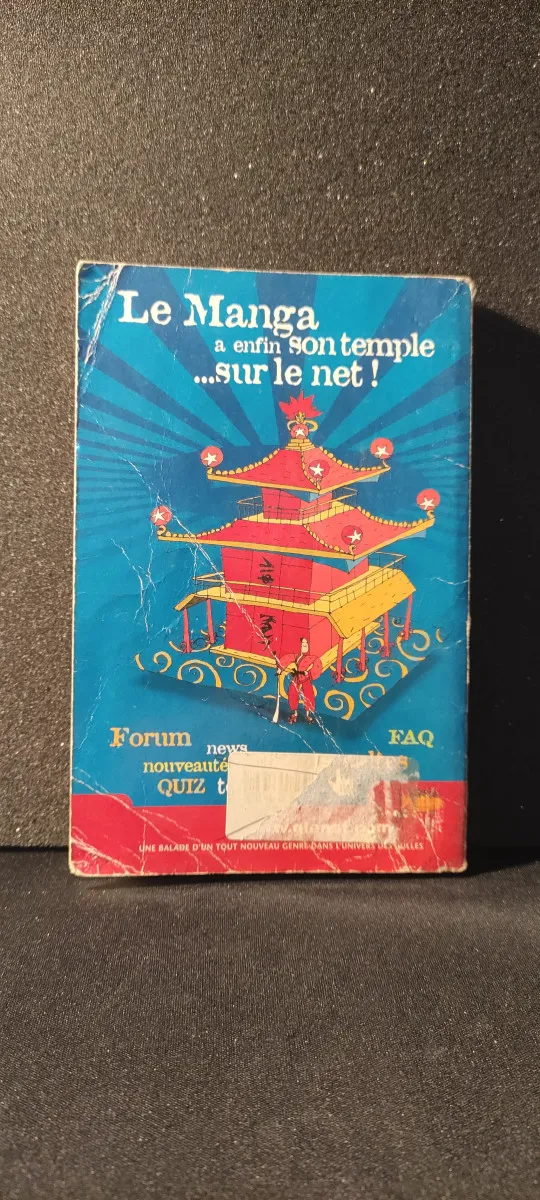 Le Manga
a enfin son temple
...sur le net !
Forum
news
FAQ
nouveauté
QUIZ
UNE BALADE D'UN TOUT NOUVEAU GENRE DANS L'UNIVERS DES BULLES